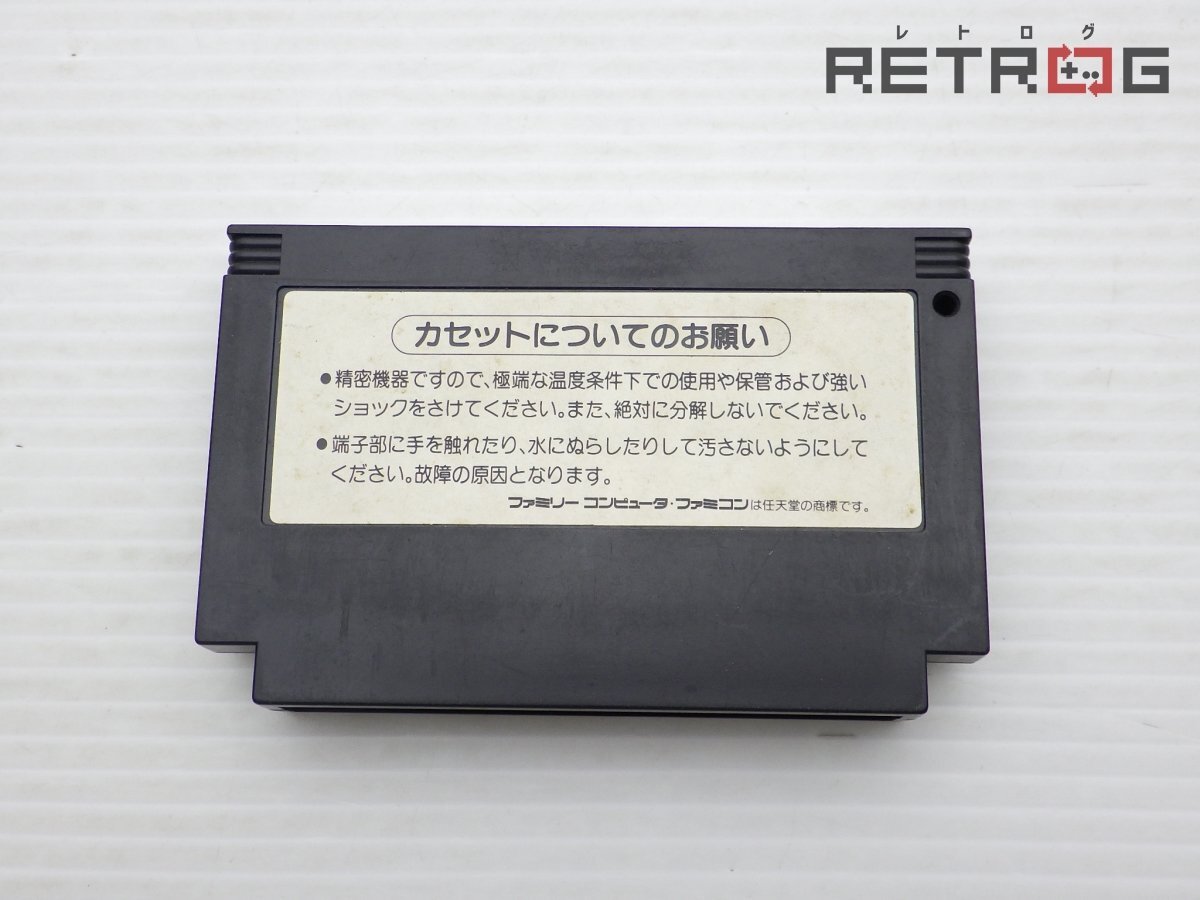 レトログ
RETROG
カセットについてのお願い
●精密機器ですので、極端な温度条件下での使用や保管および強い
ショックをさけてください。また、絶対に分解しないでください。
●端子部に手を触れたり、水にぬらしたりして汚さないようにして
ください。故障の原因となります。
ファミリー コンピュータ・ファミコンは任天堂の商標です。